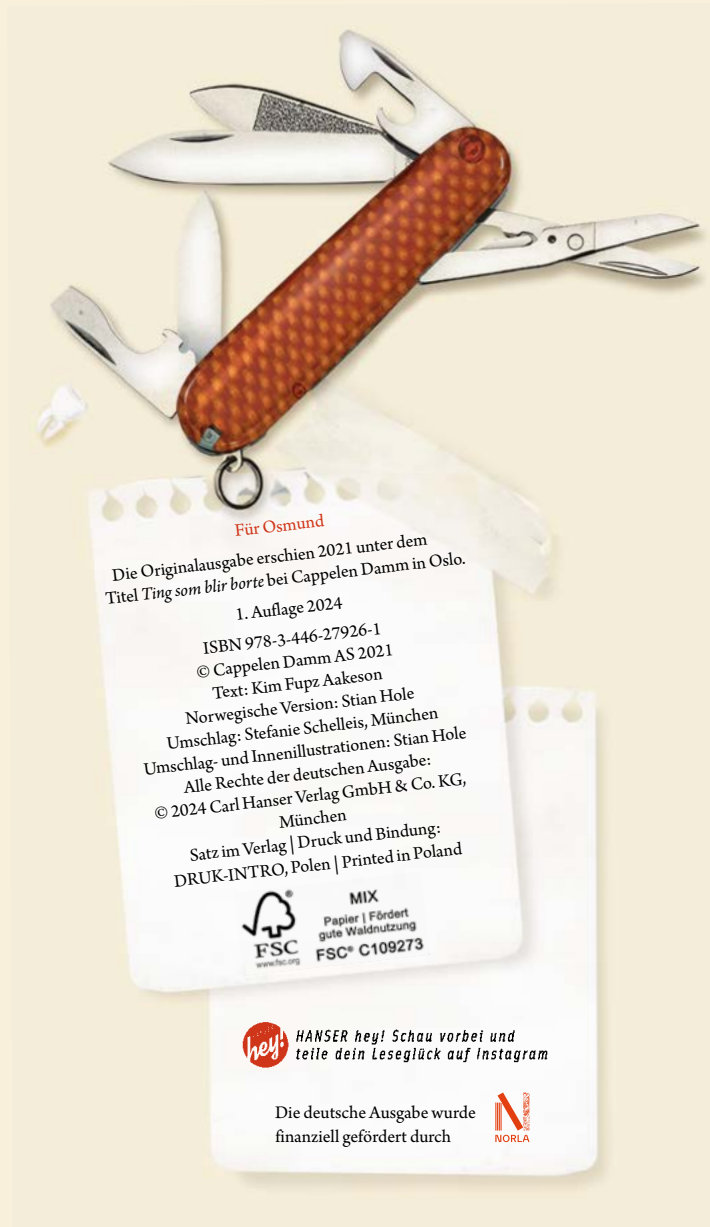 Für Osmund
Die Originalausgabe erschien 2021 unter dem
Titel Ting som blir borte bei Cappelen Damm in Oslo.
1. Auflage 2024
ISBN 978-3-446-27926-1
© Cappelen Damm AS 2021
Text: Kim Fupz Aakeson
Norwegische Version: Stian Hole
Umschlag: Stefanie Schelleis, München
Umschlag- und Innenillustrationen: Stian Hole
Alle Rechte der deutschen Ausgabe:
© 2024 Carl Hanser Verlag GmbH & Co. KG,
München
Satz im Verlag | Druck und Bindung:
DRUK-INTRO, Polen | Printed in Poland
FSC®
www.fsc.org
MIX
Papier | Fördert
gute Waldnutzung
FSC® C109273
hey!
HANSER hey! Schau vorbei und
teile dein Leseglück auf Instagram
Die deutsche Ausgabe wurde
finanziell gefördert durch
NORLA